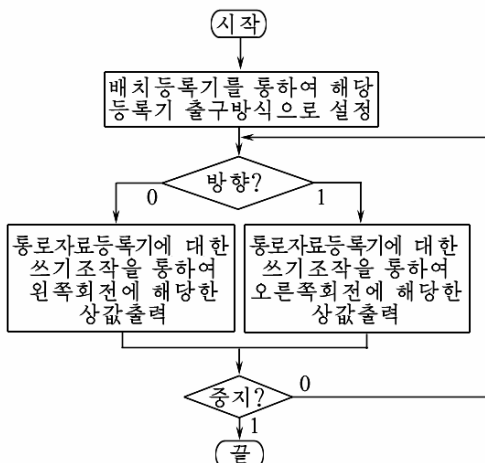 시작
배치등록기를 통하여 해당
등록기 출구방식으로 설정
방향?
0
1
통로자료등록기에 대한
쓰기조작을 통하여
왼쪽회전에 해당한
상값출력
통로자료등록기에 대한
쓰기조작을 통하여
오른쪽회전에 해당한
상값출력
중지?
0
1
끝